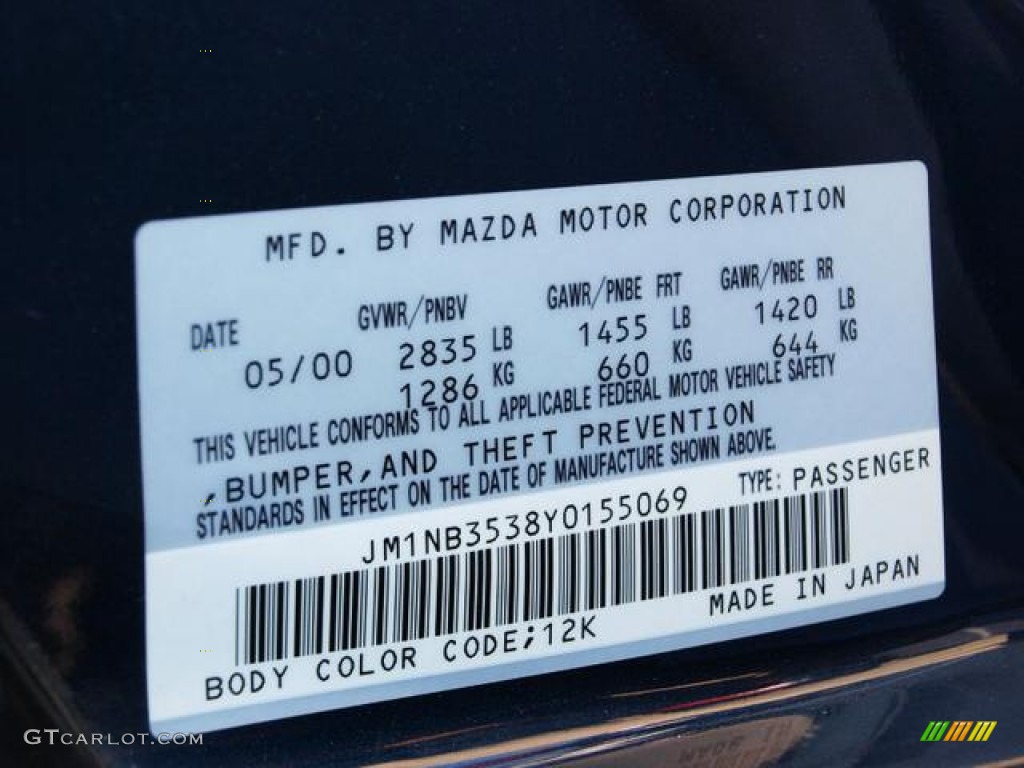 MFD. BY MAZDA MOTOR CORPORATION
DATE GVWR/PNBV GAWR/PNBE FRT GAWR/PNBE RR
05/00 2835 LB 1455 LB 1420 LB
1286 KG 660 KG 644 KG
THIS VEHICLE CONFORMS TO ALL APPLICABLE FEDERAL MOTOR VEHICLE SAFETY
,BUMPER,AND THEFT PREVENTION
STANDARDS IN EFFECT ON THE DATE OF MANUFACTURE SHOWN ABOVE.
JM1NB3538Y0155069 TYPE: PASSENGER
MADE IN JAPAN
BODY COLOR CODE;12K
GTCARLOT.COM